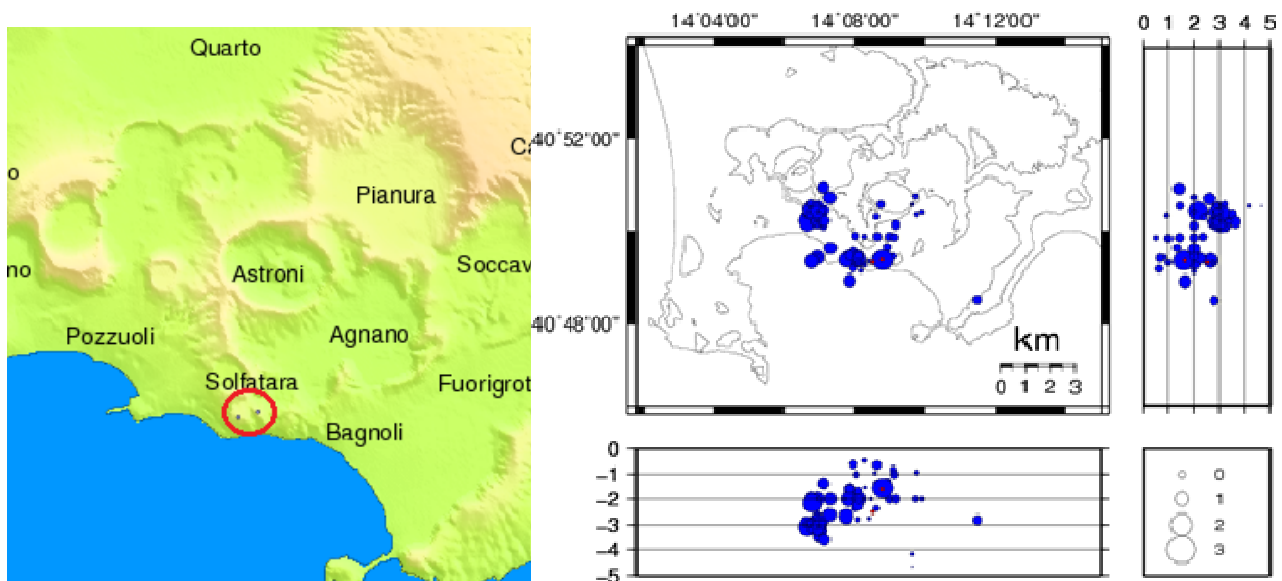 Quarto
Ca
o
Pianura
mo
Astroni
Soccav
Pozzuoli
Agnano
Solfatara
Fuorigrot
Bagnoli
14°04'00" 14°08'00" 14°12'00"
40°52'00"
40°48'00"
km
0 1 2 3
0 1 2 3 4 5
0
-1
-2
-3
-4
-5
0
1
2
3